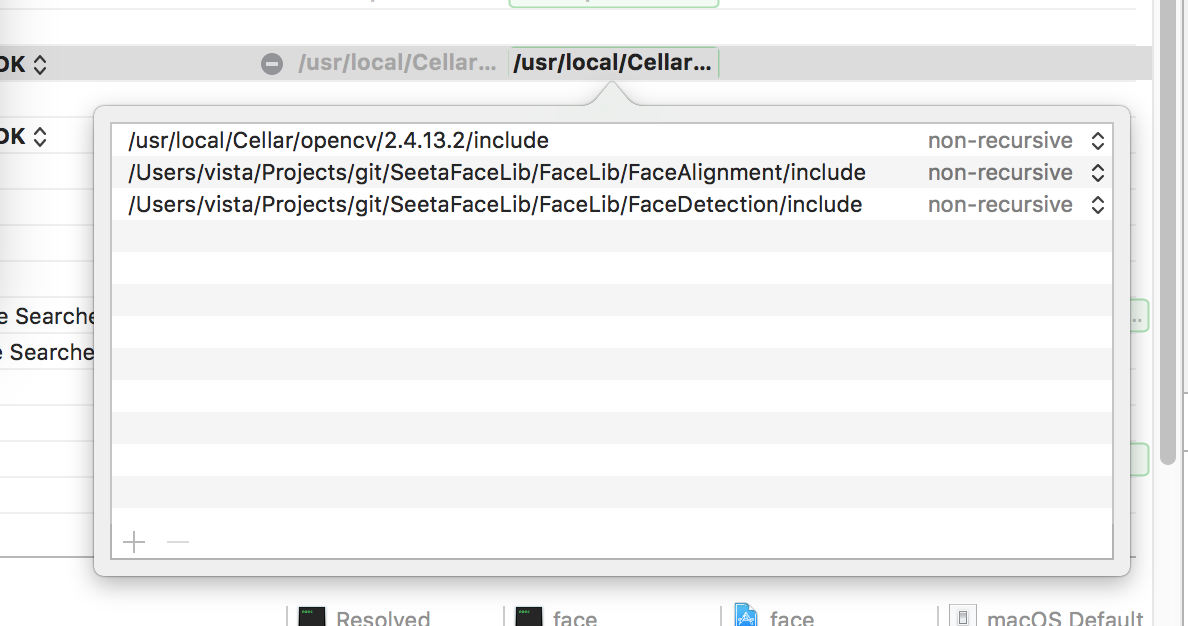 OK /usr/local/Cellar... /usr/local/Cellar...
OK
/usr/local/Cellar/opencv/2.4.13.2/include non-recursive
/Users/vista/Projects/git/SeetaFaceLib/FaceLib/FaceAlignment/include non-recursive
/Users/vista/Projects/git/SeetaFaceLib/FaceLib/FaceDetection/include non-recursive
e Searche
e Searche
Resolved face face macOS Default